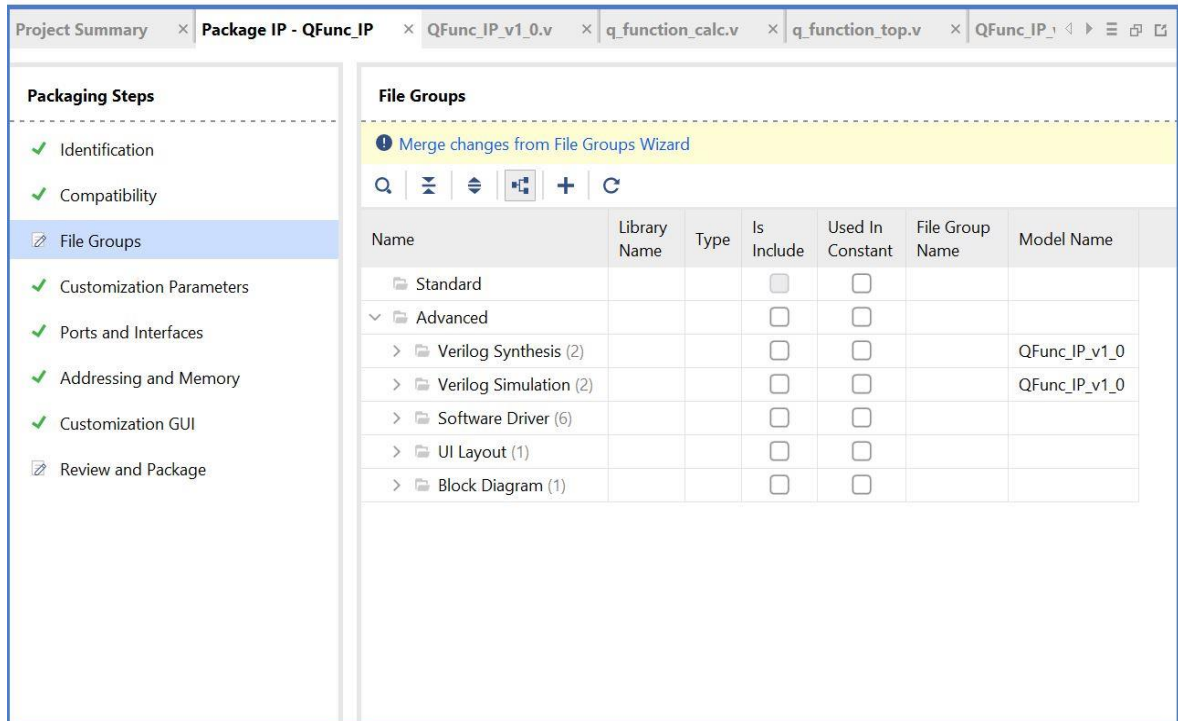 Project Summary × Package IP - QFunc_IP × QFunc_IP_v1_0.v × q_function_calc.v × q_function_top.v × QFunc_IP_
Packaging Steps
Identification
Compatibility
File Groups
Customization Parameters
Ports and Interfaces
Addressing and Memory
Customization GUI
Review and Package
File Groups
Merge changes from File Groups Wizard
Name Library Name Type Is Include Used In Constant File Group Name Model Name
Standard
Advanced
Verilog Synthesis (2) QFunc_IP_v1_0
Verilog Simulation (2) QFunc_IP_v1_0
Software Driver (6)
UI Layout (1)
Block Diagram (1)